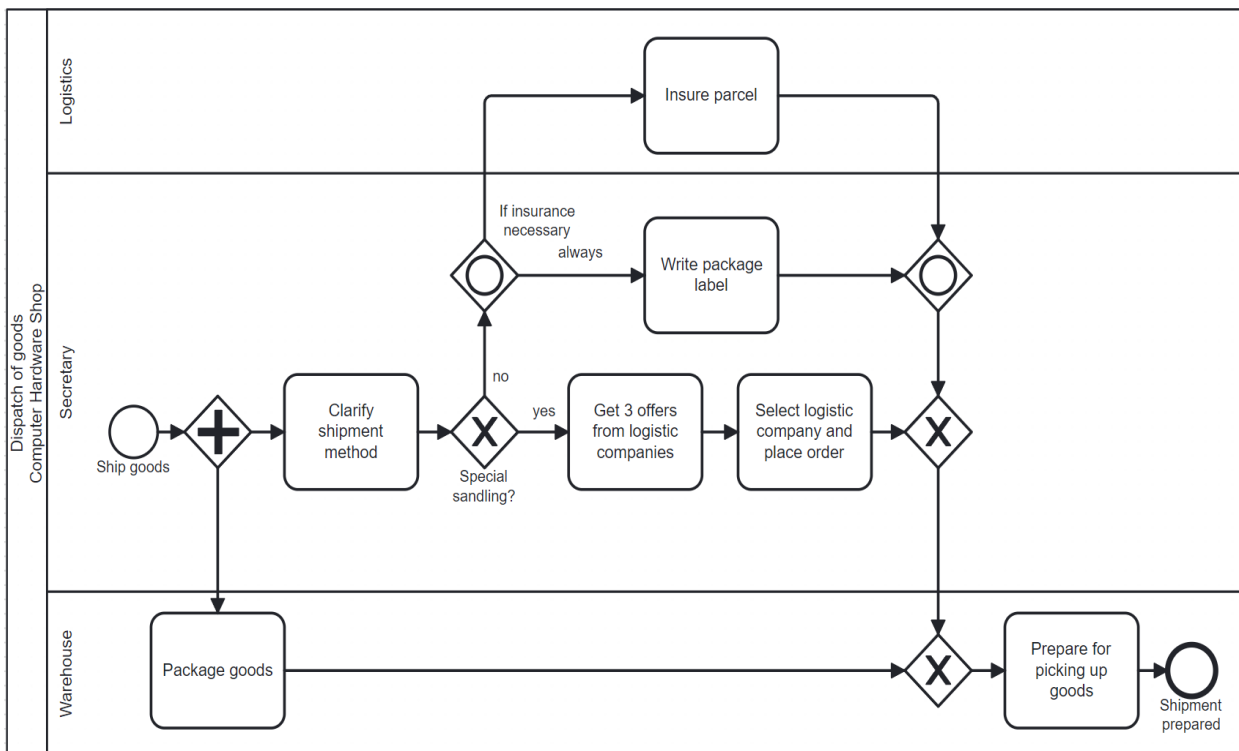 Dispatch of goods
Computer Hardware Shop
Logistics
Insure parcel
Secretary
If insurance
necessary
always
Write package
label
Ship goods
Clarify
shipment
method
no
yes
Special
sandling?
Get 3 offers
from logistic
companies
Select logistic
company and
place order
Warehouse
Package goods
Prepare for
picking up
goods
Shipment
prepared